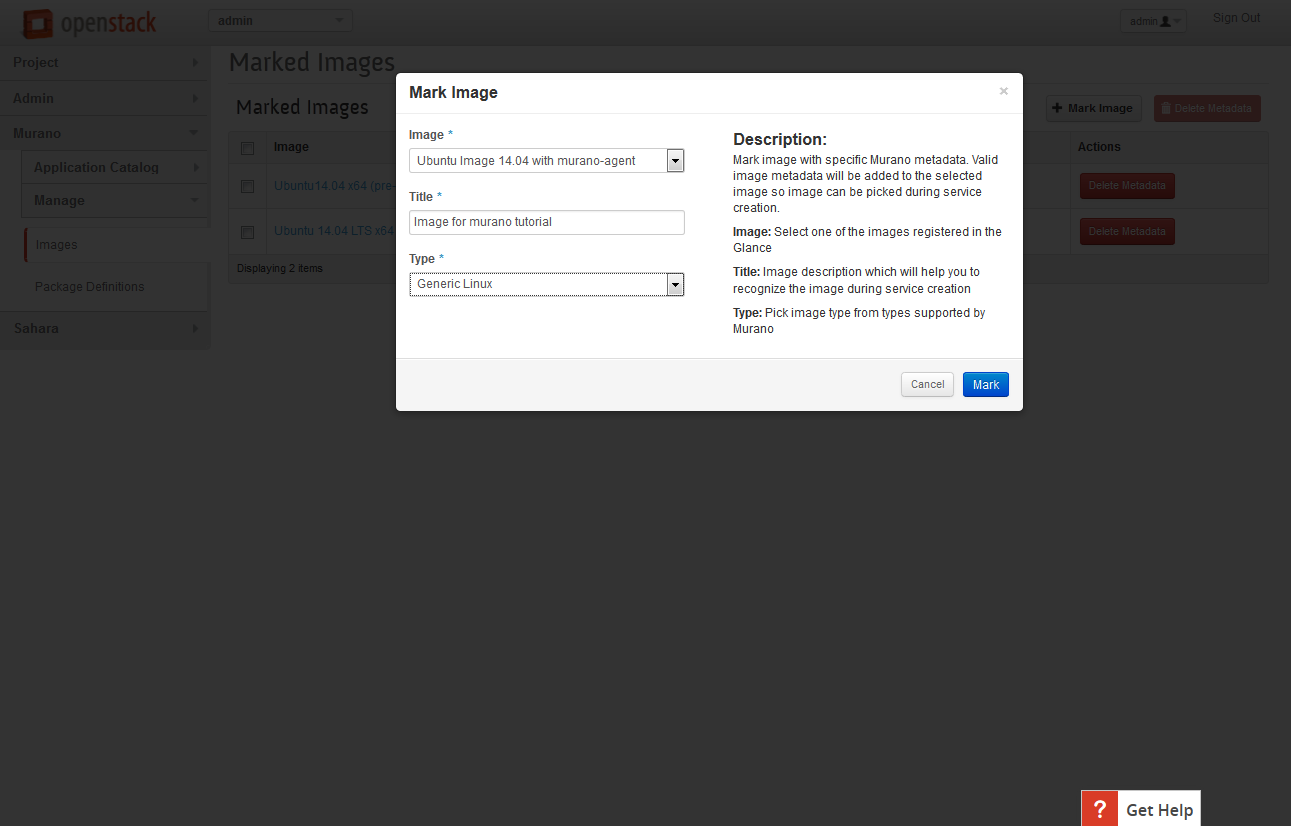 openstack
admin
admin
Sign Out
Project
Admin
Murano
Application Catalog
Manage
Images
Package Definitions
Sahara
Marked Images
Marked Images
+ Mark Image
Delete Metadata
Image
Actions
Ubuntu14.04 x64 (pre-
Delete Metadata
Ubuntu 14.04 LTS x64
Delete Metadata
Displaying 2 items
Mark Image
×
Image *
Ubuntu Image 14.04 with murano-agent
Title *
Image for murano tutorial
Type *
Generic Linux
Description:
Mark image with specific Murano metadata. Valid
image metadata will be added to the selected
image so image can be picked during service
creation.
Image: Select one of the images registered in the
Glance
Title: Image description which will help you to
recognize the image during service creation
Type: Pick image type from types supported by
Murano
Cancel
Mark
? Get Help